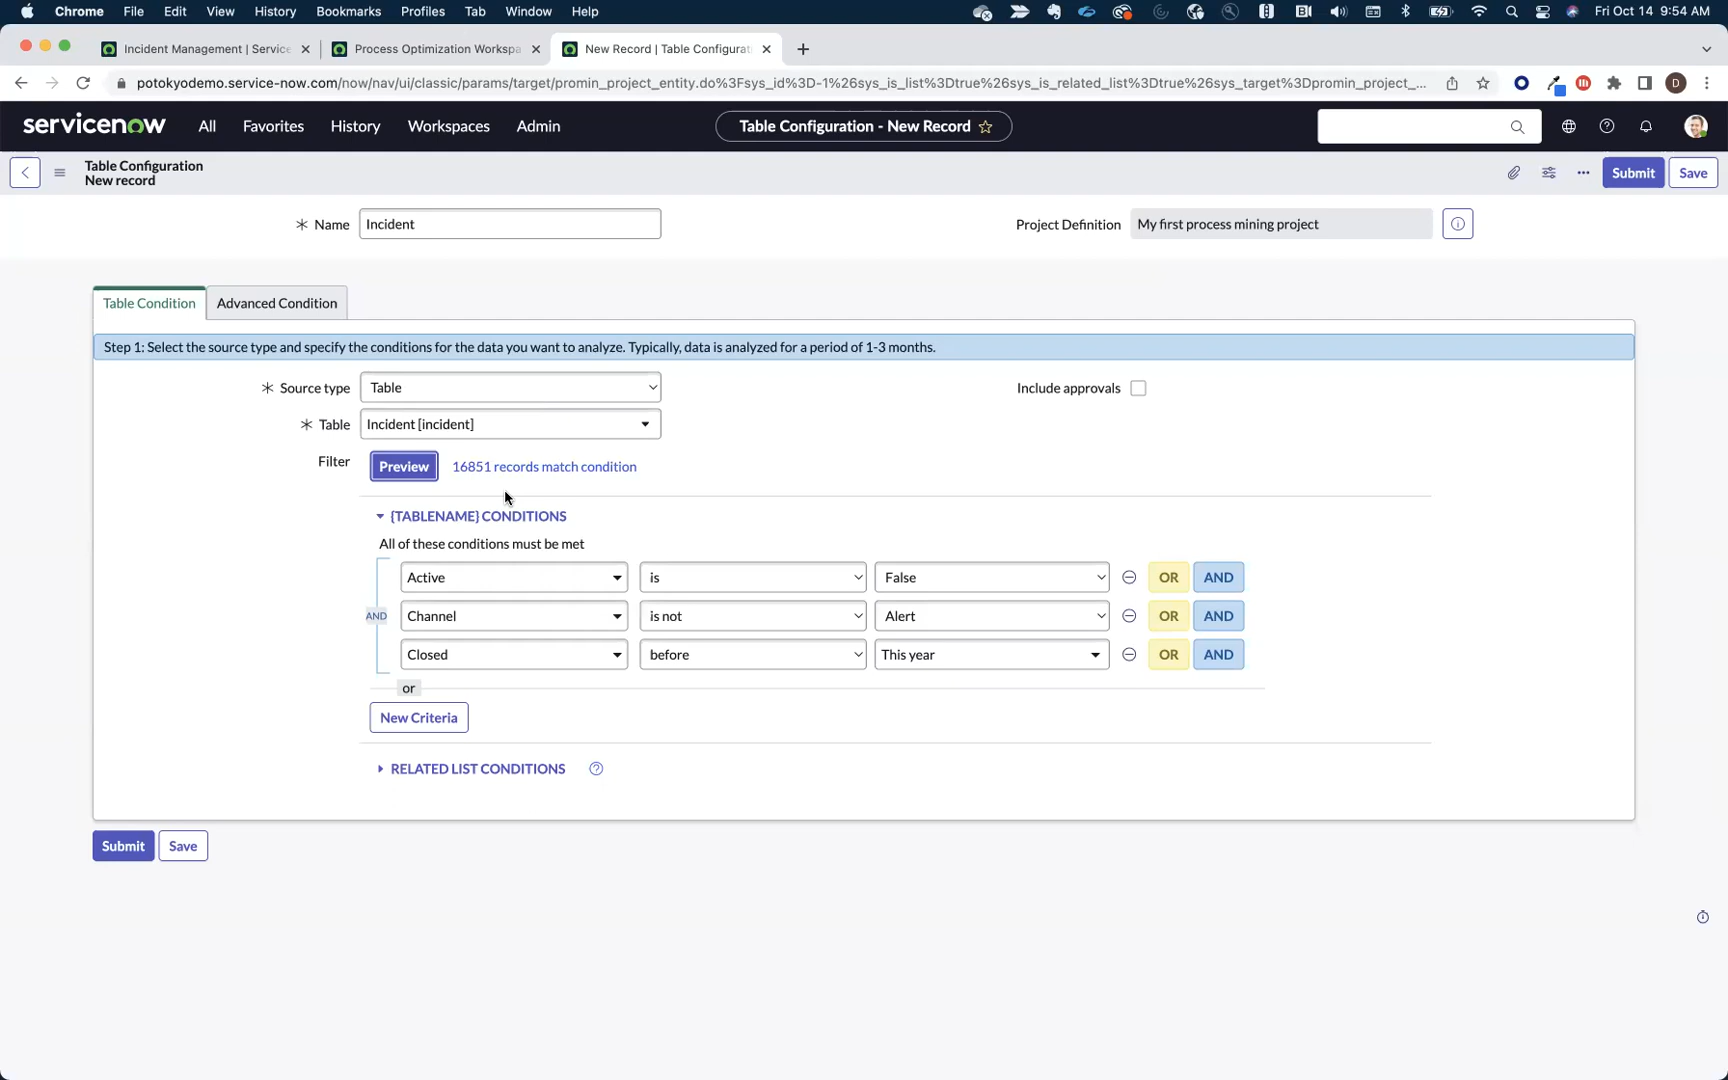 Chrome File Edit View History Bookmarks Profiles Tab Window Help Fri Oct 14 9:54 AM
Incident Management | Service Process Optimization Workspa New Record | Table Configurat
potokyodemo.service-now.com/now/nav/ui/classic/params/target/promin_project_entity.do%3Fsys_id%3D-1%26sys_is_list%3Dtrue%26sys_is_related_list%3Dtrue%26sys_target%3Dpromin_project_... D
servicenow All Favorites History Workspaces Admin Table Configuration - New Record
Table Configuration
New record
Submit Save
Name Incident Project Definition My first process mining project
Table Condition Advanced Condition
Step 1: Select the source type and specify the conditions for the data you want to analyze. Typically, data is analyzed for a period of 1-3 months.
Source type Table Include approvals
Table Incident [incident]
Filter Preview 16851 records match condition
{TABLENAME} CONDITIONS
All of these conditions must be met
Active is False OR AND
AND Channel is not Alert OR AND
Closed before This year OR AND
or
New Criteria
RELATED LIST CONDITIONS
Submit Save